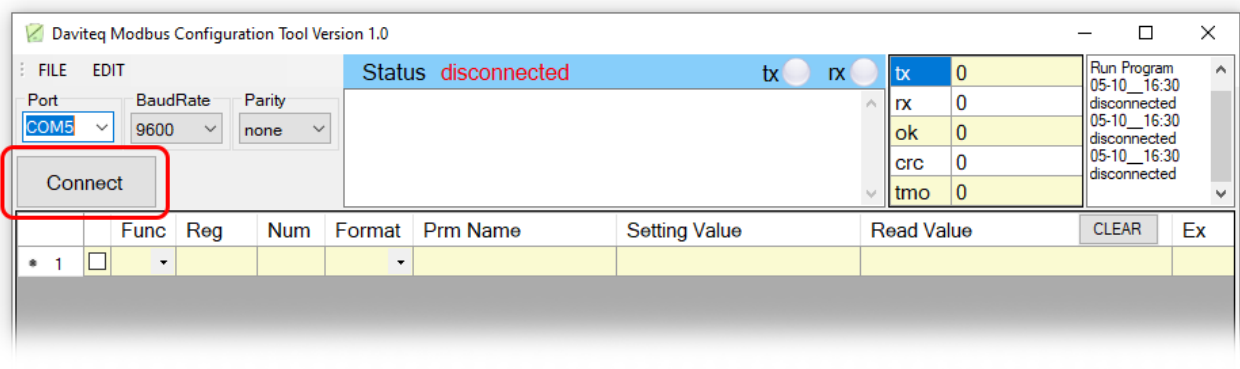 Daviteq Modbus Configuration Tool Version 1.0
FILE EDIT
Status disconnected tx rx
Port BaudRate Parity
COM5 9600 none
Connect
tx 0
rx 0
ok 0
crc 0
tmo 0
Run Program
05-10__16:30
disconnected
05-10__16:30
disconnected
05-10__16:30
disconnected
Func Reg Num Format Prm Name Setting Value Read Value CLEAR Ex
* 1